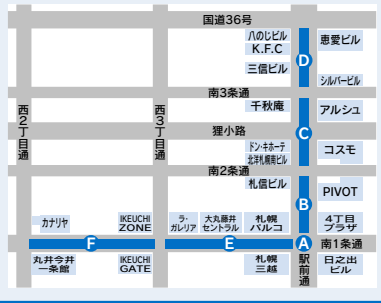 国道36号
八のじビル
K.F.C
恵愛ビル
三信ビル
D
シルバービル
南3条通
千秋庵
アルシュ
西2丁目通
西3丁目通
狸小路
C
ドン・キホーテ
北洋札幌南ビル
コスモ
南2条通
札信ビル
PIVOT
B
カナリヤ
IKEUCHI
ZONE
ラ・
ガレリア
大丸藤井
セントラル
札幌
パルコ
4丁目
プラザ
F
E
A
南1条通
丸井今井
一条館
IKEUCHI
GATE
札幌
三越
駅前通
日之出
ビル